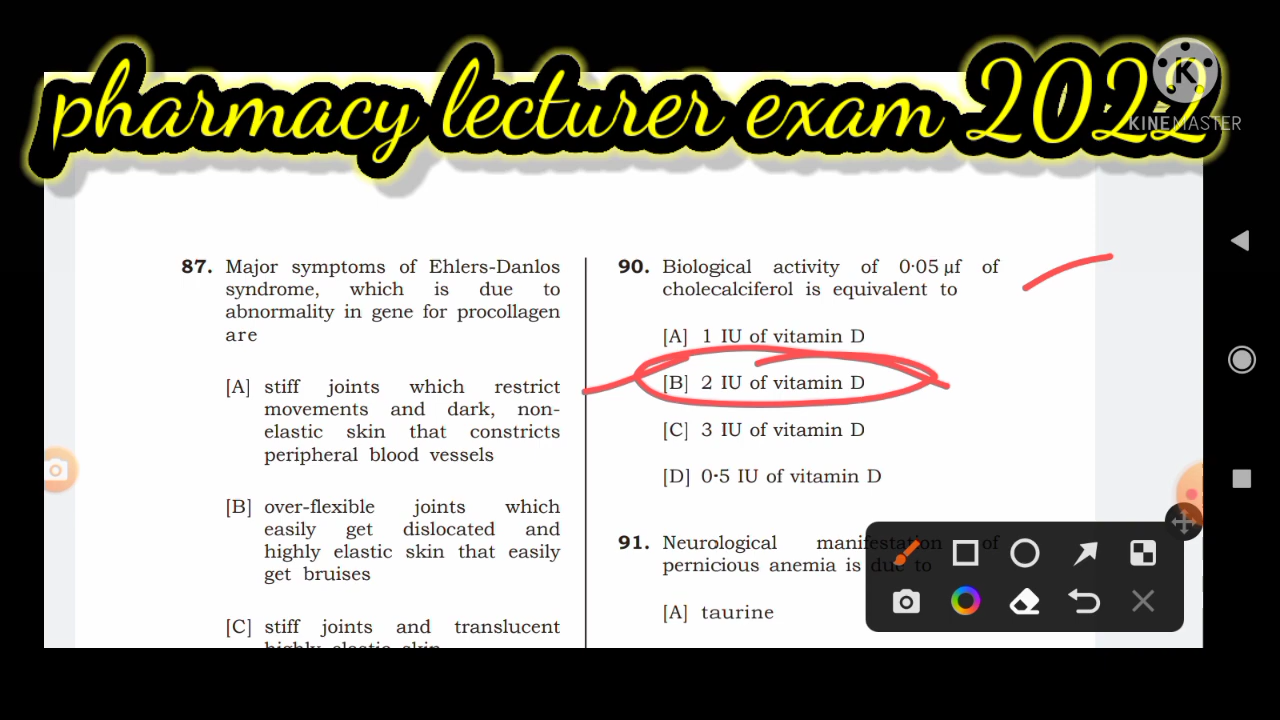 pharmacy lecturer exam 2022
KINEMASTER
87. Major symptoms of Ehlers-Danlos
syndrome, which is due to
abnormality in gene for procollagen
are
[A] stiff joints which restrict
movements and dark, non-
elastic skin that constricts
peripheral blood vessels
[B] over-flexible joints which
easily get dislocated and
highly elastic skin that easily
get bruises
[C] stiff joints and translucent
highly elastic skin
90. Biological activity of 0·05 µf of
cholecalciferol is equivalent to
[A] 1 IU of vitamin D
[B] 2 IU of vitamin D
[C] 3 IU of vitamin D
[D] 0·5 IU of vitamin D
91. Neurological manifestation of
pernicious anemia is due to
[A] taurine